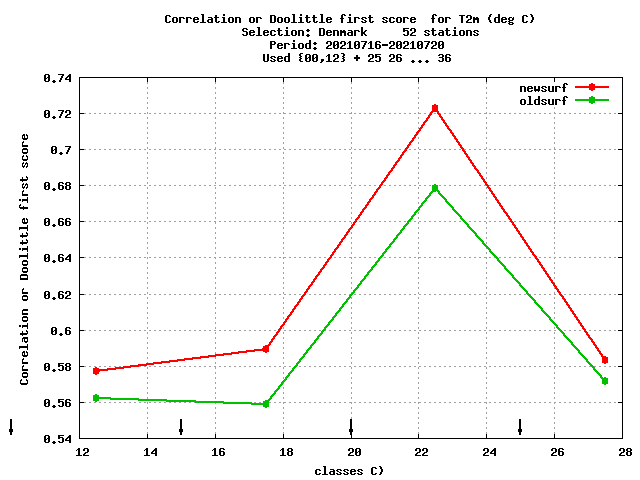 Correlation or Doolittle first score  for T2m (deg C)
Selection: Denmark     52 stations
Period: 20210716-20210720
Used {00,12} + 25 26 ... 36
newsurf
oldsurf
Correlation or Doolittle first score
0.74
0.72
0.7
0.68
0.66
0.64
0.62
0.6
0.58
0.56
0.54
12 14 16 18 20 22 24 26 28
classes C)